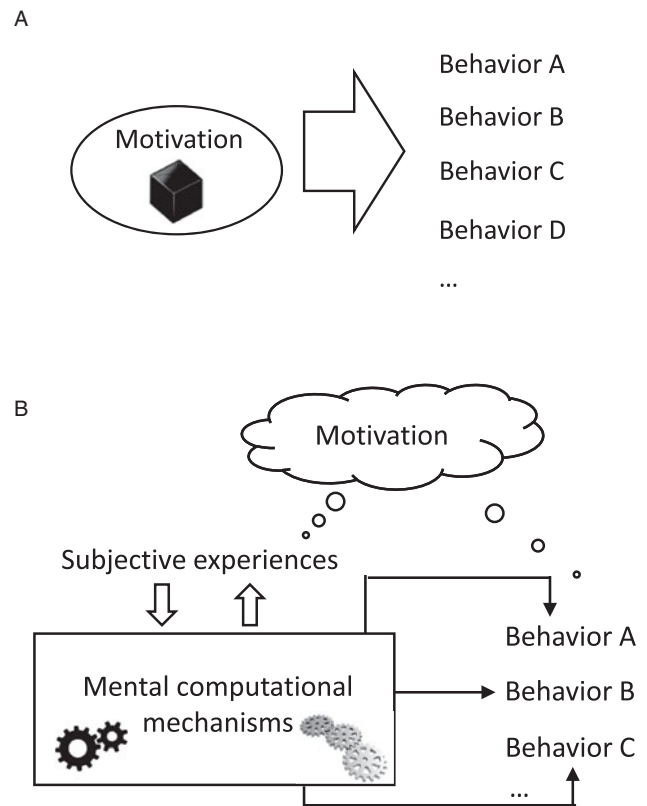 A
Motivation
Behavior A
Behavior B
Behavior C
Behavior D
...
B
Motivation
Subjective experiences
Mental computational
mechanisms
Behavior A
Behavior B
Behavior C
...